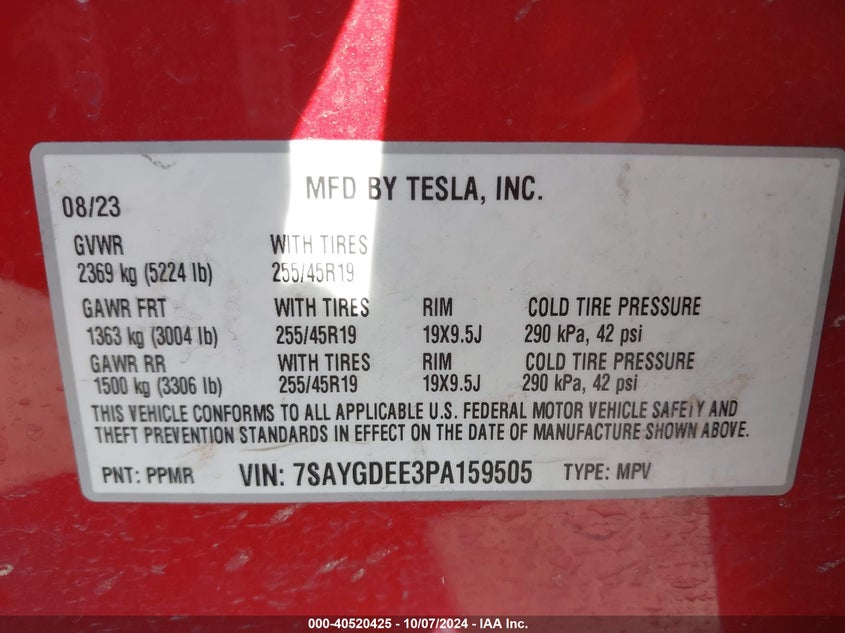 MFD BY TESLA, INC.
08/23
GVWR WITH TIRES
2369 kg (5224 lb) 255/45R19
GAWR FRT WITH TIRES RIM COLD TIRE PRESSURE
1363 kg (3004 lb) 255/45R19 19X9.5J 290 kPa, 42 psi
GAWR RR WITH TIRES RIM COLD TIRE PRESSURE
1500 kg (3306 lb) 255/45R19 19X9.5J 290 kPa, 42 psi
THIS VEHICLE CONFORMS TO ALL APPLICABLE U.S. FEDERAL MOTOR VEHICLE SAFETY AND
THEFT PREVENTION STANDARDS IN EFFECT ON THE DATE OF MANUFACTURE SHOWN ABOVE.
PNT: PPMR VIN: 7SAYGDEE3PA159505 TYPE: MPV
000-40520425 - 10/07/2024 - IAA Inc.